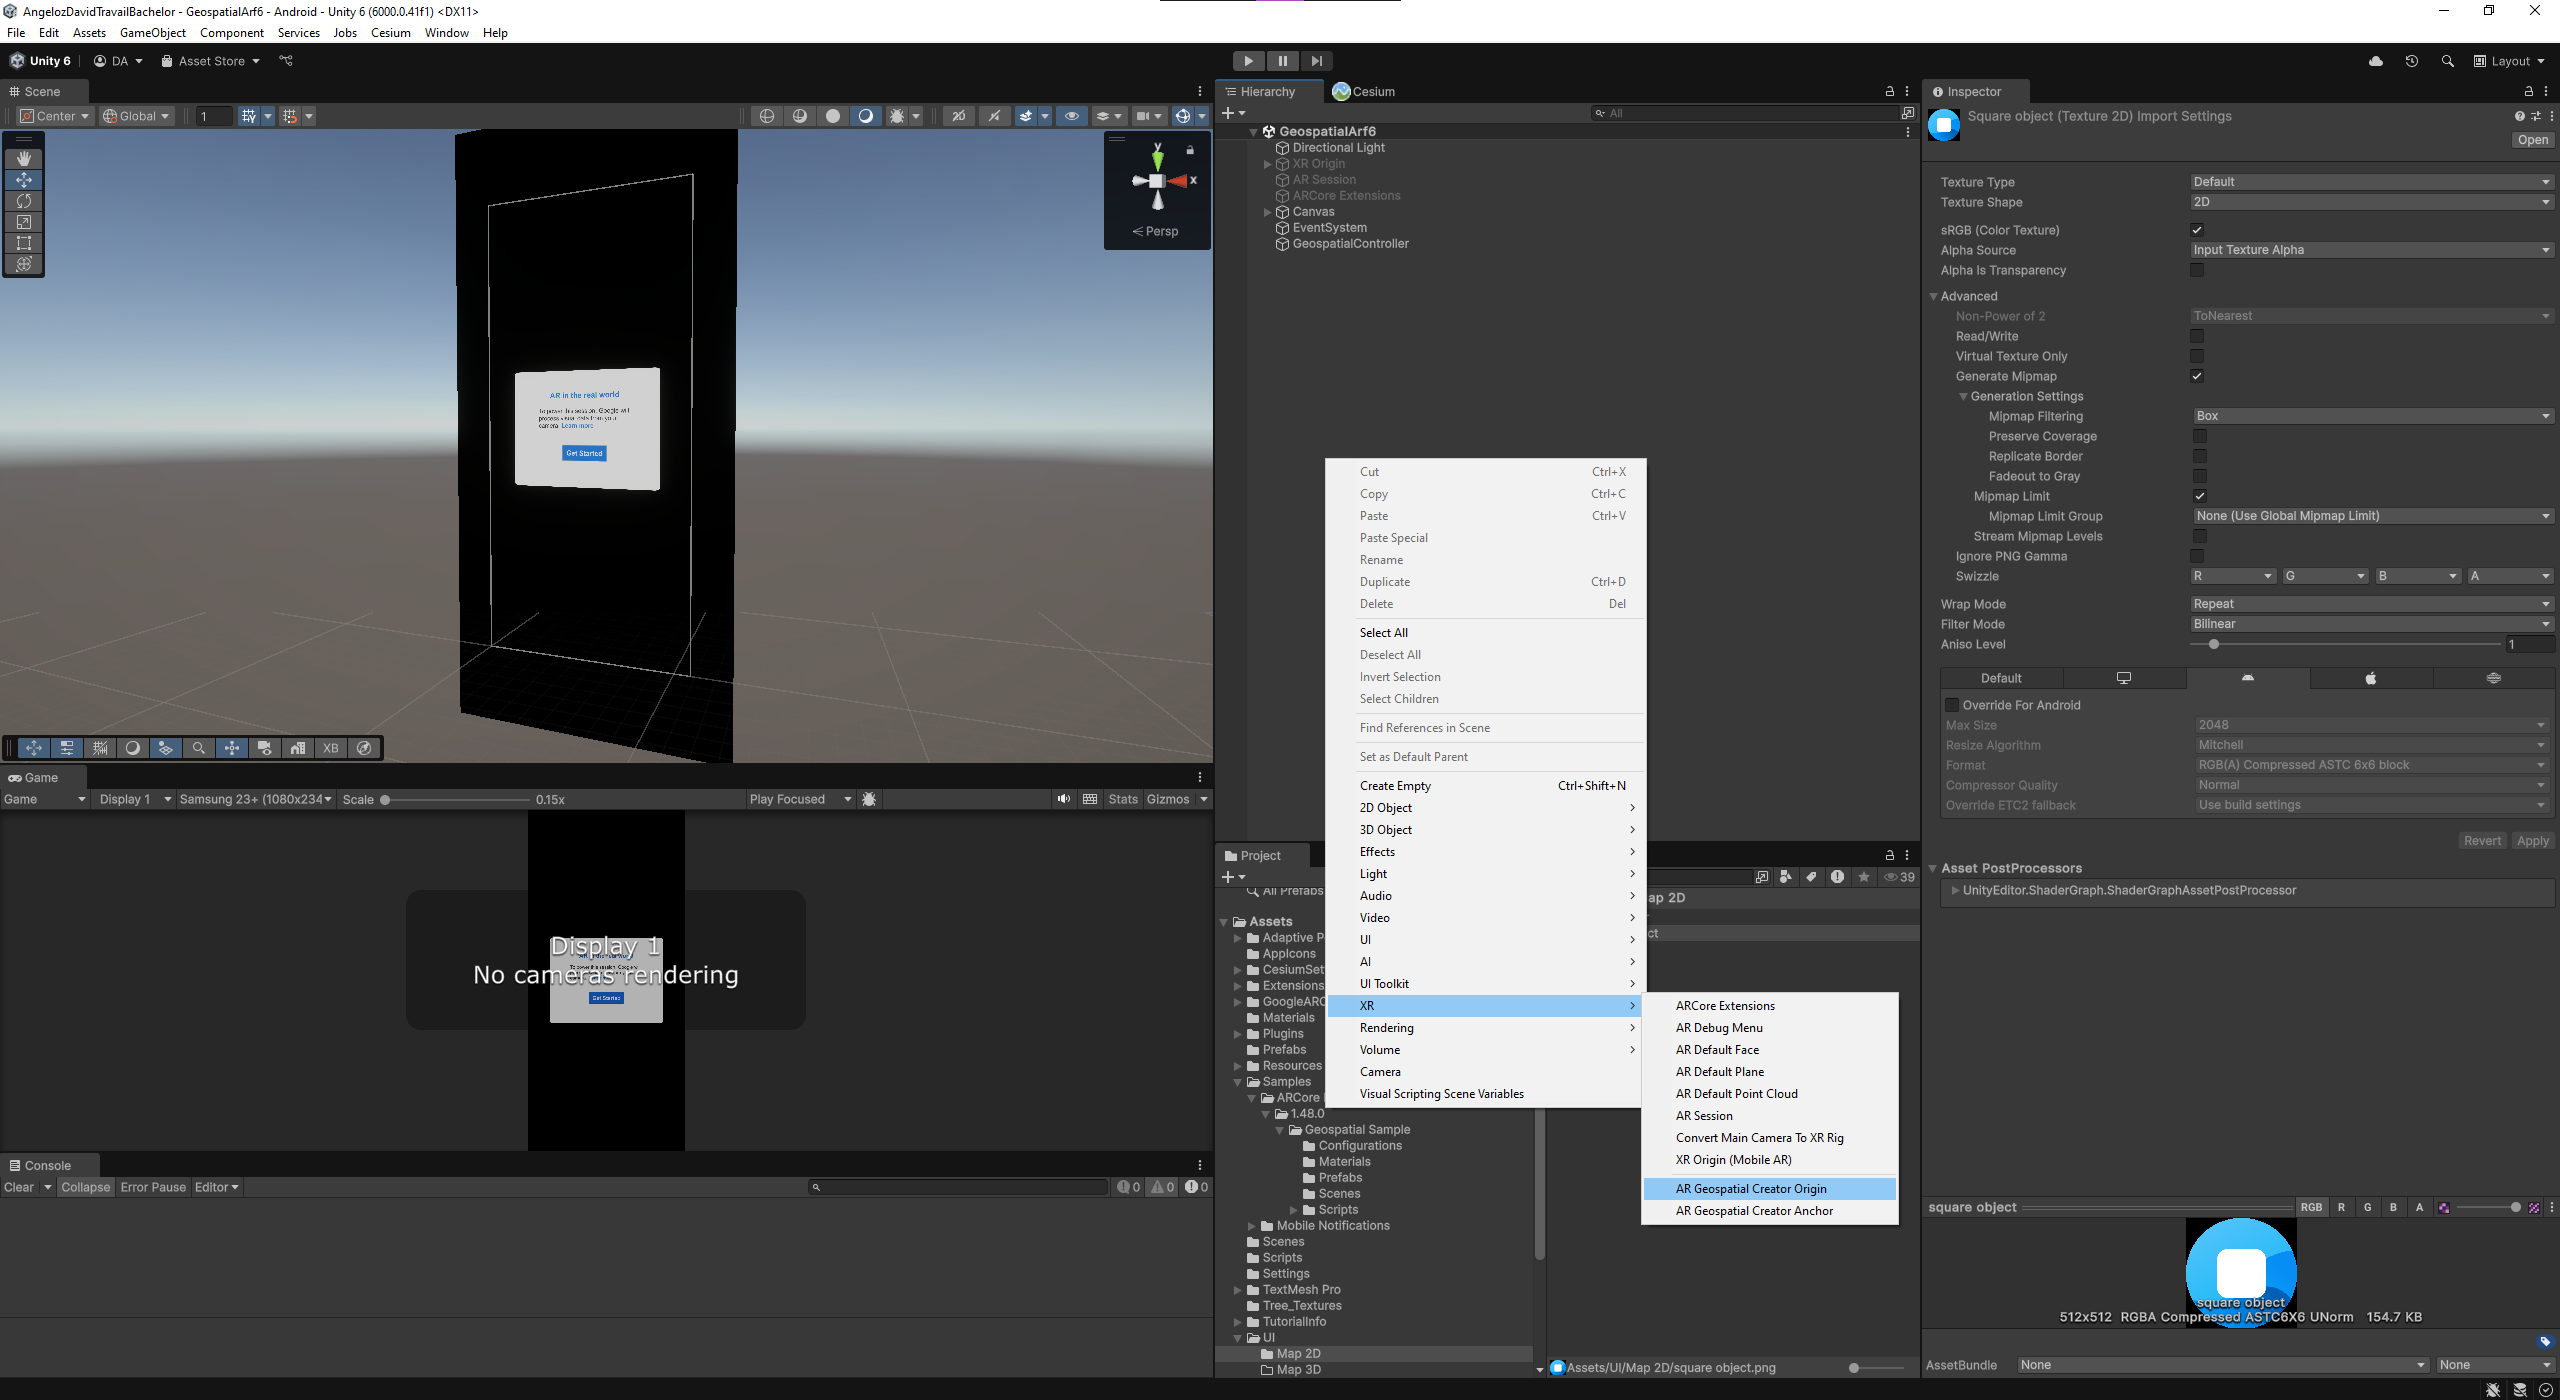 AngelozDavidTravailBachelor - GeospatialArf6 - Android - Unity 6 (6000.0.41f1) <DX11>
File Edit Assets GameObject Component Services Jobs Cesium Window Help
Unity 6 DA Asset Store Layout
Scene
Center Global 1 2D
y
x
Persp
AR in the real world
To power this session, Google will
process visual data from your
camera. Learn more
Get Started
XB
Game
Game Display 1 Samsung 23+ (1080x234 Scale 0.15x Play Focused Stats Gizmos
Display 1
No cameras rendering
Get Started
Console
Clear Collapse Error Pause Editor 0 0 0
Hierarchy Cesium
All
GeospatialArf6
Directional Light
XR Origin
AR Session
ARCore Extensions
Canvas
EventSystem
GeospatialController
Cut Ctrl+X
Copy Ctrl+C
Paste Ctrl+V
Paste Special
Rename
Duplicate Ctrl+D
Delete Del
Select All
Deselect All
Invert Selection
Select Children
Find References in Scene
Set as Default Parent
Create Empty Ctrl+Shift+N
2D Object
3D Object
Effects
Light
Audio
Video
UI
AI
UI Toolkit
XR
Rendering
Volume
Camera
Visual Scripting Scene Variables
ARCore Extensions
AR Debug Menu
AR Default Face
AR Default Plane
AR Default Point Cloud
AR Session
Convert Main Camera To XR Rig
XR Origin (Mobile AR)
AR Geospatial Creator Origin
AR Geospatial Creator Anchor
Project
39
All Prefabs
ap 2D
ct
Assets
Adaptive P
AppIcons
CesiumSet
Extensions
GoogleARC
Materials
Plugins
Prefabs
Resources
Samples
ARCore
1.48.0
Geospatial Sample
Configurations
Materials
Prefabs
Scenes
Scripts
Mobile Notifications
Scenes
Scripts
Settings
TextMesh Pro
Tree_Textures
TutorialInfo
UI
Map 2D
Map 3D
Assets/UI/Map 2D/square object.png
Inspector
Square object (Texture 2D) Import Settings
Open
Texture Type Default
Texture Shape 2D
sRGB (Color Texture)
Alpha Source Input Texture Alpha
Alpha Is Transparency
Advanced
Non-Power of 2 ToNearest
Read/Write
Virtual Texture Only
Generate Mipmap
Generation Settings
Mipmap Filtering Box
Preserve Coverage
Replicate Border
Fadeout to Gray
Mipmap Limit
Mipmap Limit Group None (Use Global Mipmap Limit)
Stream Mipmap Levels
Ignore PNG Gamma
Swizzle R G B A
Wrap Mode Repeat
Filter Mode Bilinear
Aniso Level 1
Default
Override For Android
Max Size 2048
Resize Algorithm Mitchell
Format RGB(A) Compressed ASTC 6x6 block
Compressor Quality Normal
Override ETC2 fallback Use build settings
Revert Apply
Asset PostProcessors
UnityEditor.ShaderGraph.ShaderGraphAssetPostProcessor
square object RGB R G B A
square object
512x512 RGBA Compressed ASTC6X6 UNorm 154.7 KB
AssetBundle None None